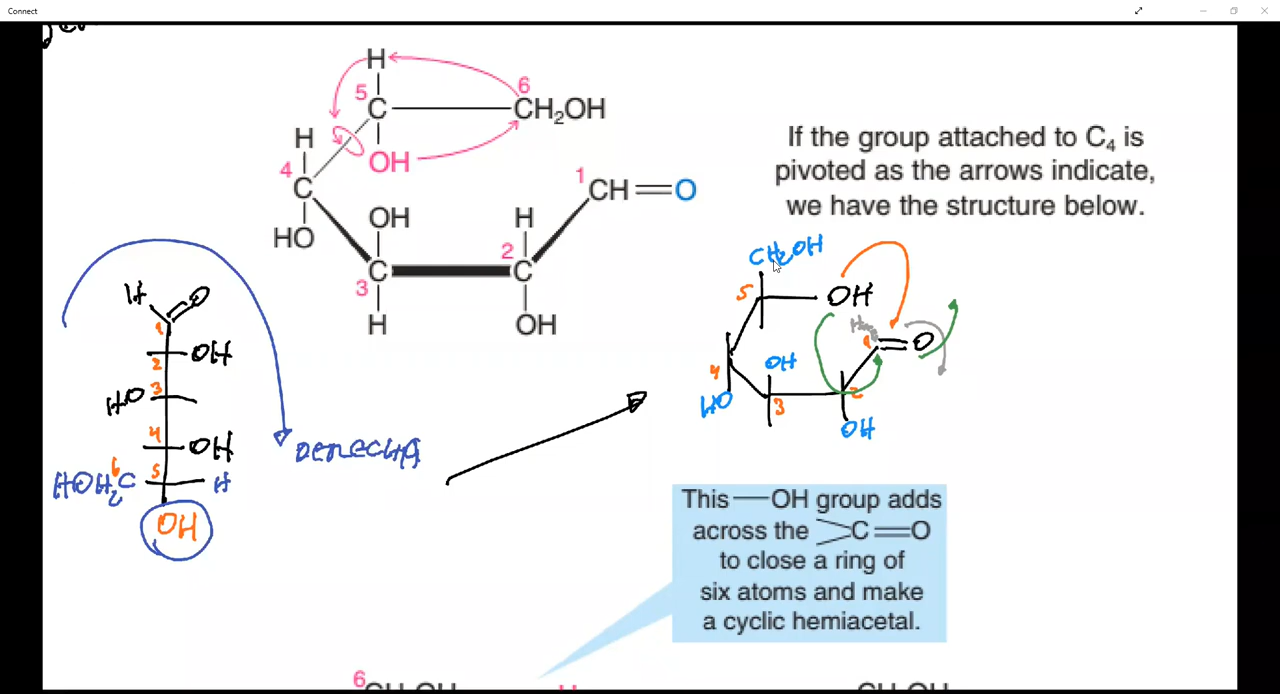 Connect
H
5
6
C
CH₂OH
H
OH
4
1
C
CH=O
HO
OH
H
2
C
C
3
H
OH
If the group attached to C₄ is
pivoted as the arrows indicate,
we have the structure below.
CH₂OH
5
OH
H
1
O
4
OH
HO
3
2
OH
H
O
1
2
OH
HO
3
4
OH
HOH₂C
6
5
H
OH
DERECHA
This—OH group adds
across the >C=O
to close a ring of
six atoms and make
a cyclic hemiacetal.
6